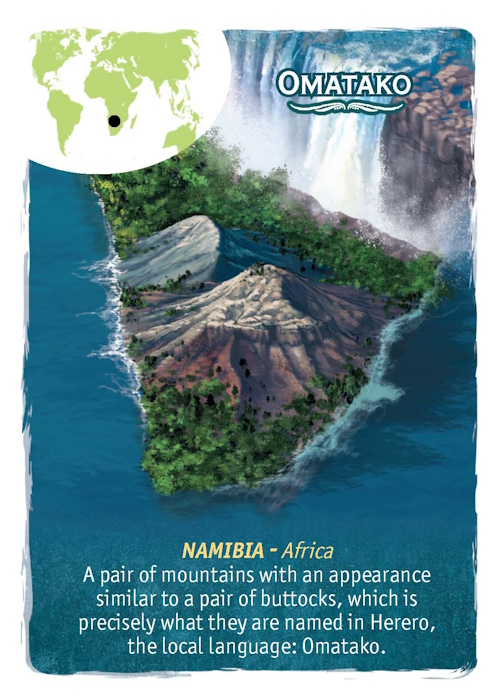 OMATAKO
NAMIBIA - Africa
A pair of mountains with an appearance
similar to a pair of buttocks, which is
precisely what they are named in Herero,
the local language: Omatako.